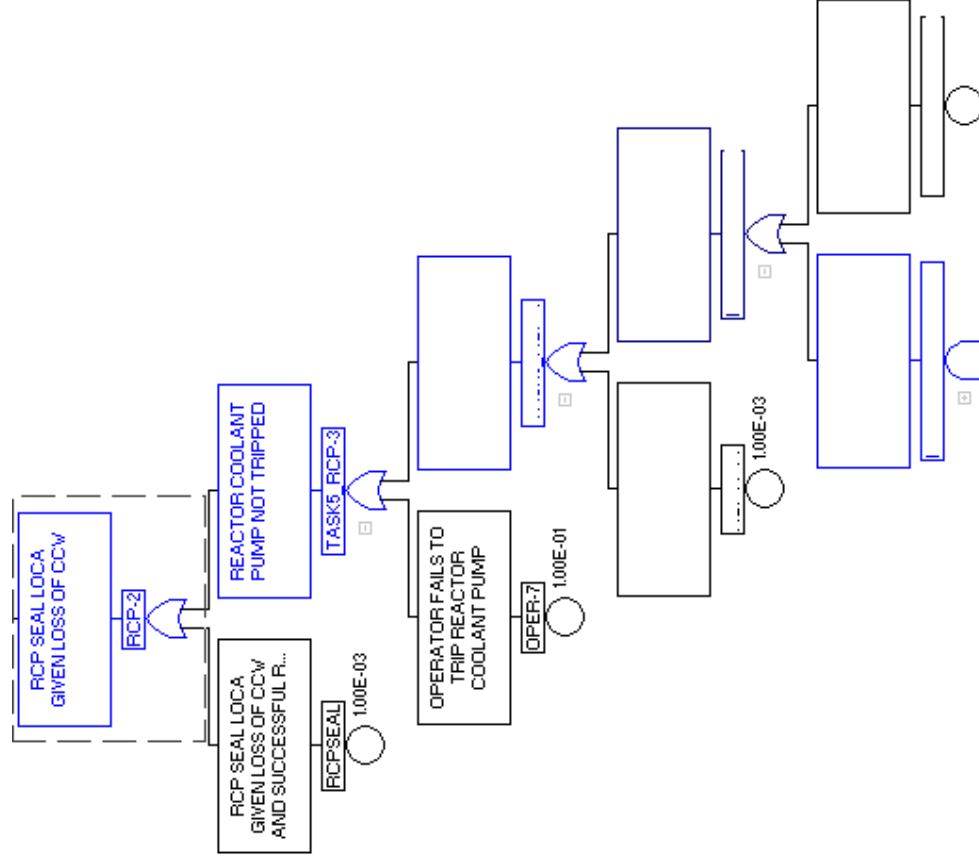 RCP SEAL LOCA
GIVEN LOSS OF CCW
RCP-2
RCP SEAL LOCA
GIVEN LOSS OF CCW
AND SUCCESSFUL R...
RCPSEAL
1.00E-03
REACTOR COOLANT
PUMP NOT TRIPPED
TASK5_RCP-3
OPERATOR FAILS TO
TRIP REACTOR
COOLANT PUMP
OPER-7
1.00E-01
1.00E-03